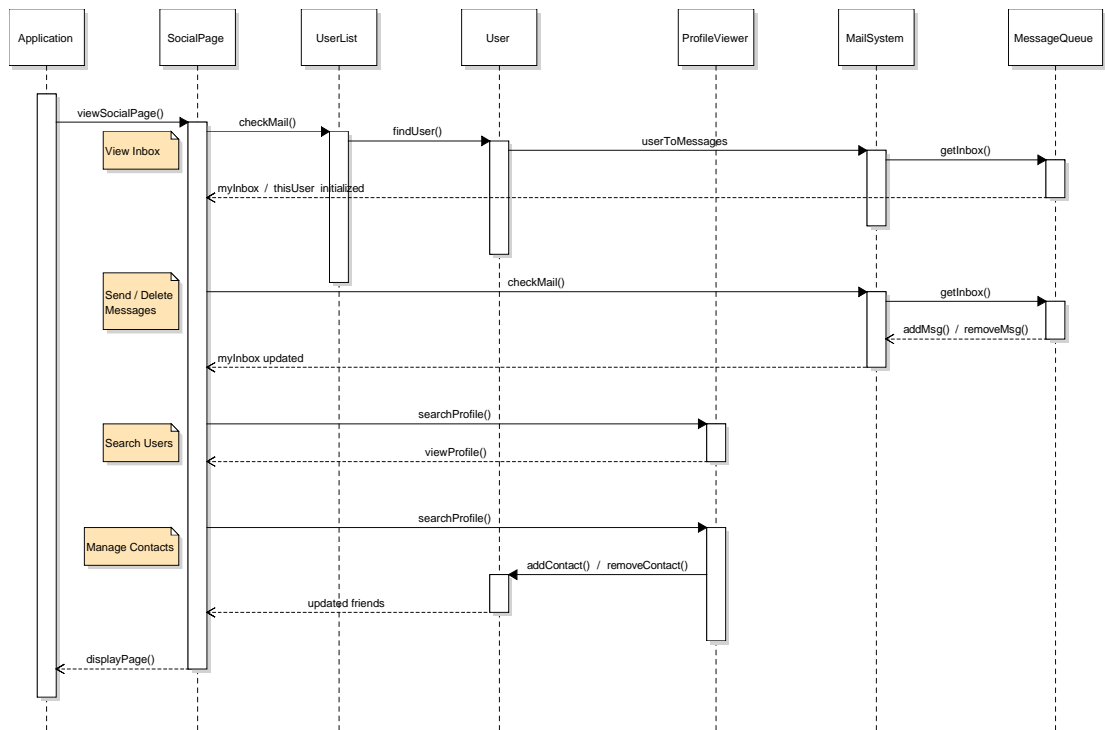 Application
SocialPage
UserList
User
ProfileViewer
MailSystem
MessageQueue
viewSocialPage()
checkMail()
findUser()
userToMessages
getInbox()
View Inbox
myInbox / thisUser initialized
checkMail()
getInbox()
Send / Delete
Messages
addMsg() / removeMsg()
myInbox updated
searchProfile()
Search Users
viewProfile()
searchProfile()
Manage Contacts
addContact() / removeContact()
updated friends
displayPage()